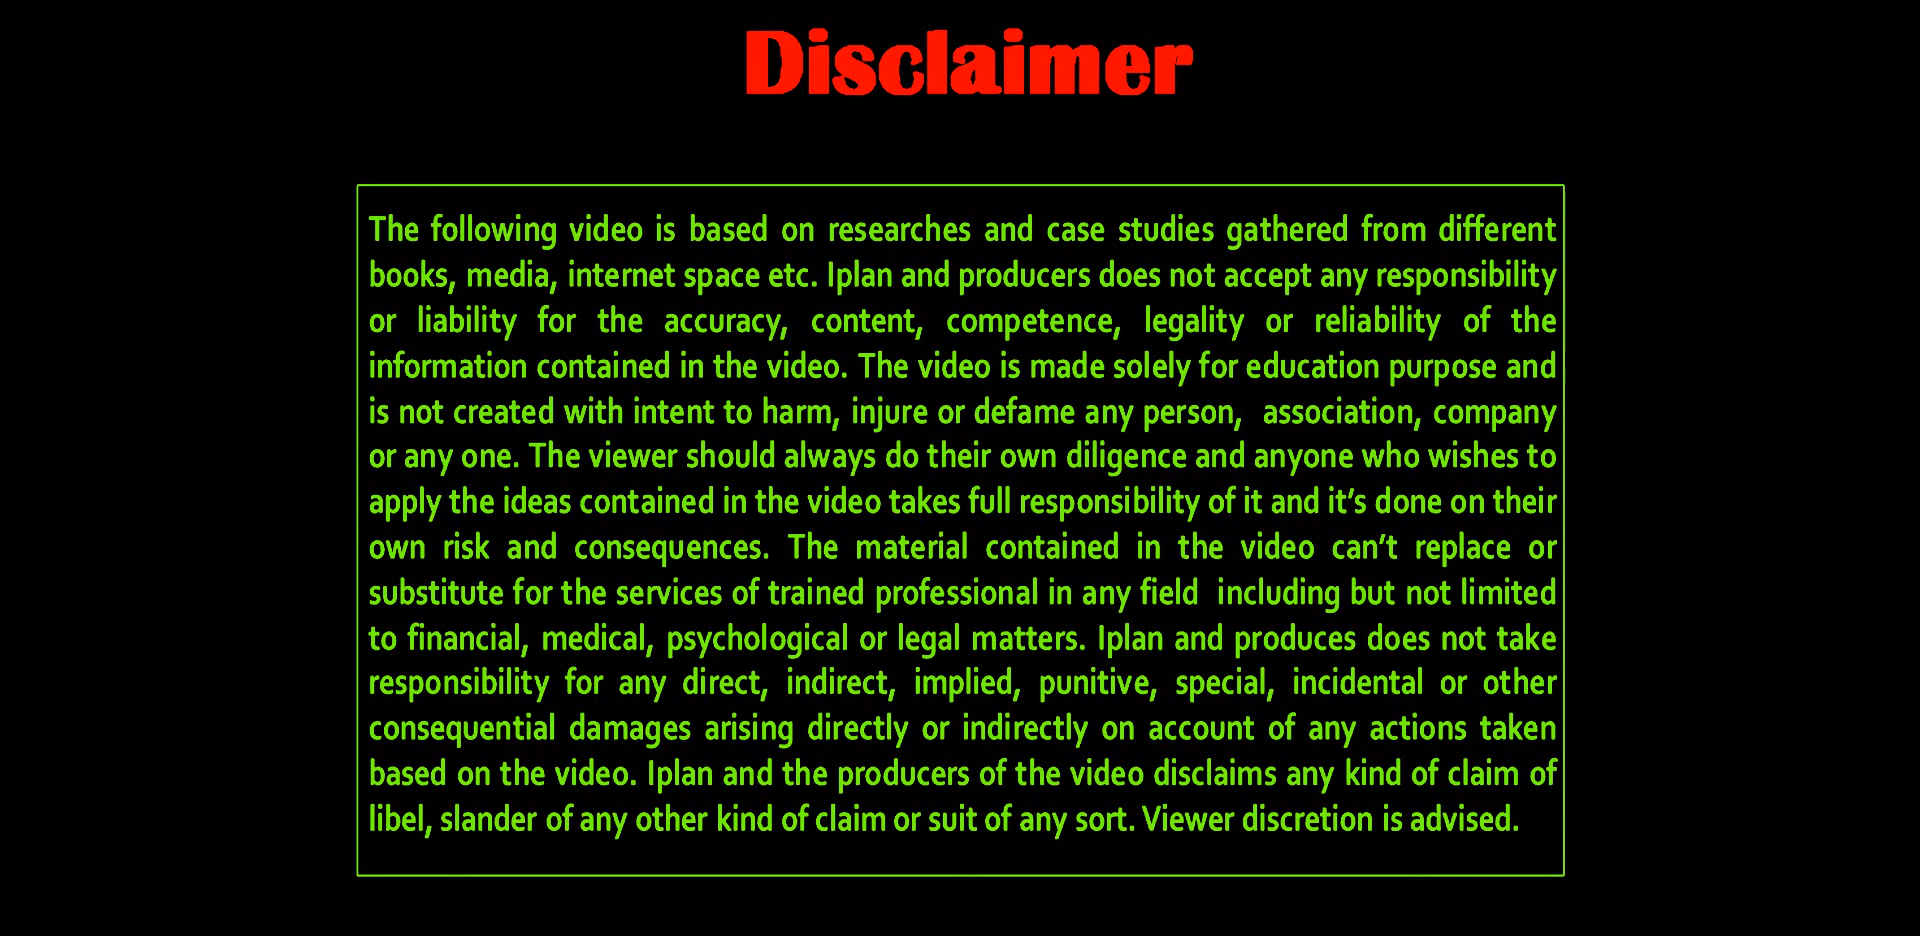 Disclaimer
The following video is based on researches and case studies gathered from different
books, media, internet space etc. Iplan and producers does not accept any responsibility
or liability for the accuracy, content, competence, legality or reliability of the
information contained in the video. The video is made solely for education purpose and
is not created with intent to harm, injure or defame any person, association, company
or any one. The viewer should always do their own diligence and anyone who wishes to
apply the ideas contained in the video takes full responsibility of it and it's done on their
own risk and consequences. The material contained in the video can't replace or
substitute for the services of trained professional in any field including but not limited
to financial, medical, psychological or legal matters. Iplan and produces does not take
responsibility for any direct, indirect, implied, punitive, special, incidental or other
consequential damages arising directly or indirectly on account of any actions taken
based on the video. Iplan and the producers of the video disclaims any kind of claim of
libel, slander of any other kind of claim or suit of any sort. Viewer discretion is advised.